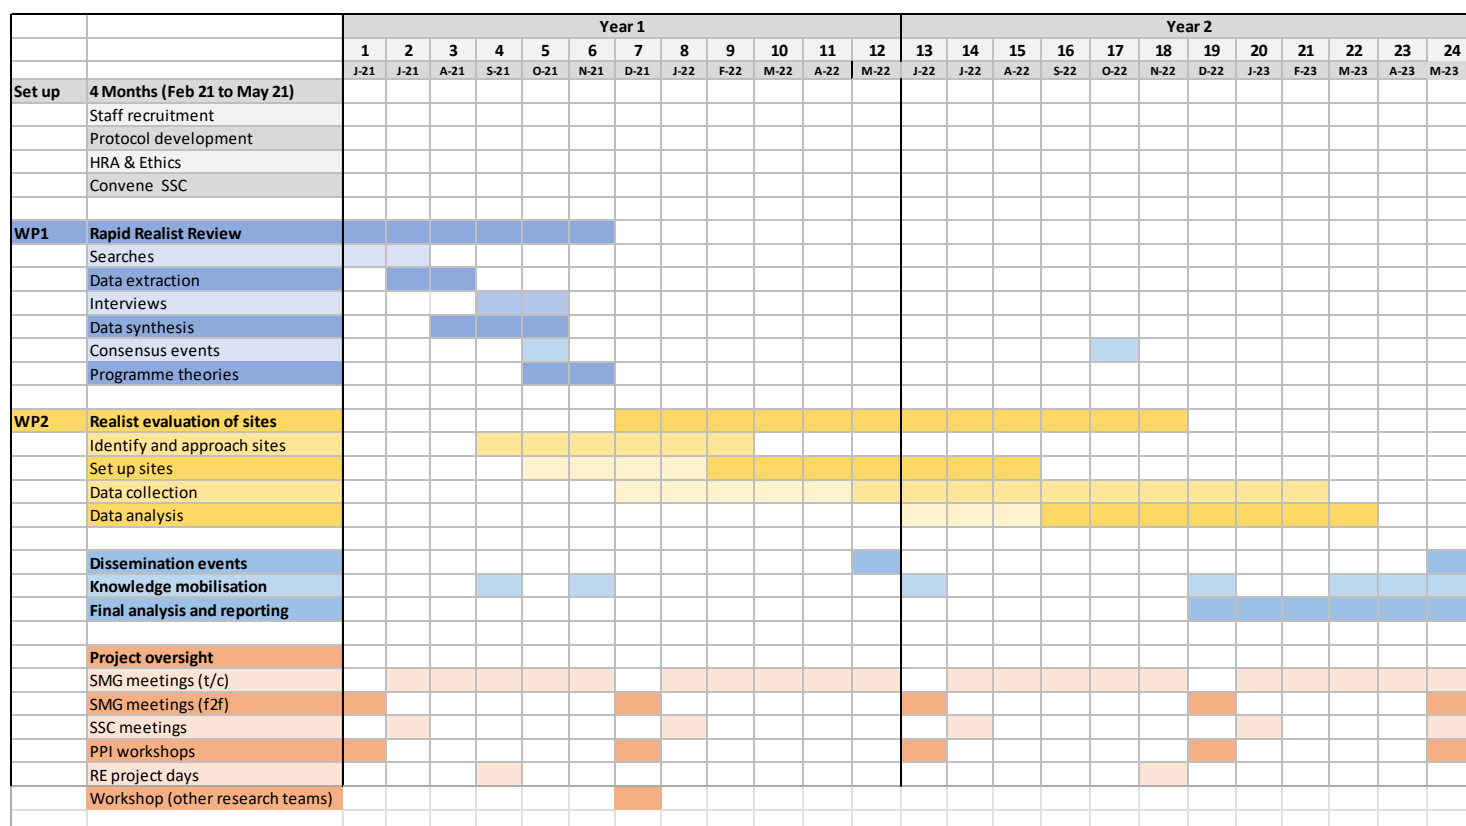 Year 1 Year 2
1 2 3 4 5 6 7 8 9 10 11 12 13 14 15 16 17 18 19 20 21 22 23 24
J-21 J-21 A-21 S-21 O-21 N-21 D-21 J-22 F-22 M-22 A-22 M-22 J-22 J-22 A-22 S-22 O-22 N-22 D-22 J-23 F-23 M-23 A-23 M-23
Set up 4 Months (Feb 21 to May 21)
Staff recruitment
Protocol development
HRA & Ethics
Convene SSC
WP1 Rapid Realist Review
Searches
Data extraction
Interviews
Data synthesis
Consensus events
Programme theories
WP2 Realist evaluation of sites
Identify and approach sites
Set up sites
Data collection
Data analysis
Dissemination events
Knowledge mobilisation
Final analysis and reporting
Project oversight
SMG meetings (t/c)
SMG meetings (f2f)
SSC meetings
PPI workshops
RE project days
Workshop (other research teams)